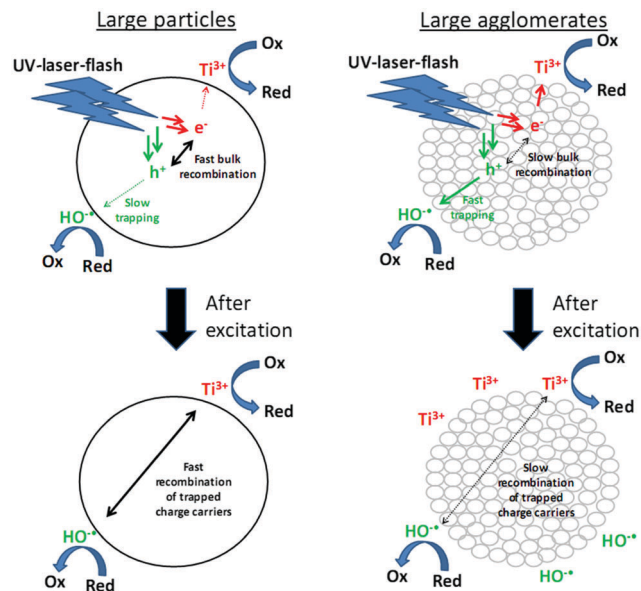 Large particles
Large agglomerates
UV-laser-flash
Ti³⁺
Ox
Red
e⁻
h⁺
Fast bulk
recombination
Slow
trapping
HO⁻•
Ox
Red
UV-laser-flash
Ti³⁺
Ox
Red
e⁻
h⁺
Slow bulk
recombination
Fast
trapping
HO⁻•
Ox
Red
After
excitation
After
excitation
Ti³⁺
Ox
Red
Fast
recombination
of trapped
charge carriers
HO⁻•
Ox
Red
Ti³⁺
Ti³⁺
Ti³⁺
Ox
Red
Slow
recombination
of trapped
charge carriers
HO⁻•
HO⁻•
HO⁻•
Ox
Red